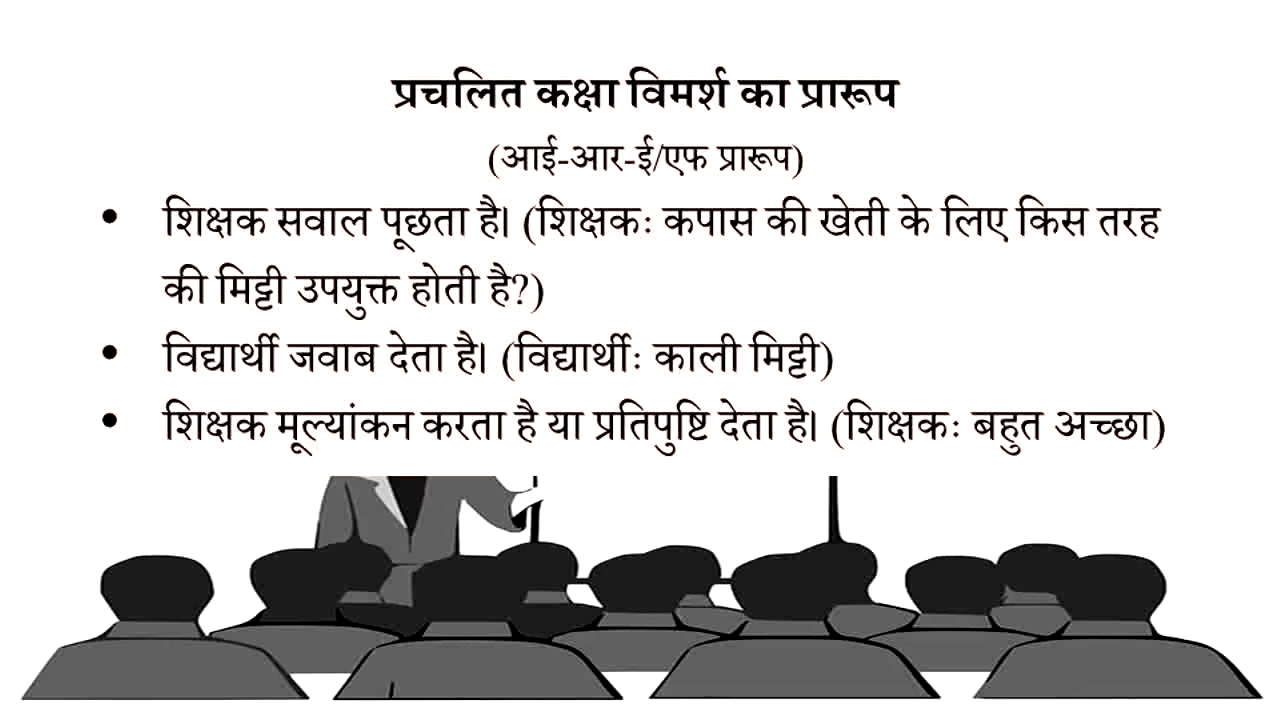 प्रचलित कक्षा विमर्श का प्रारूप
(आई-आर-ई/एफ प्रारूप)
• शिक्षक सवाल पूछता है। (शिक्षकः कपास की खेती के लिए किस तरह
की मिट्टी उपयुक्त होती है?)
• विद्यार्थी जवाब देता है। (विद्यार्थीः काली मिट्टी)
• शिक्षक मूल्यांकन करता है या प्रतिपुष्टि देता है। (शिक्षकः बहुत अच्छा)